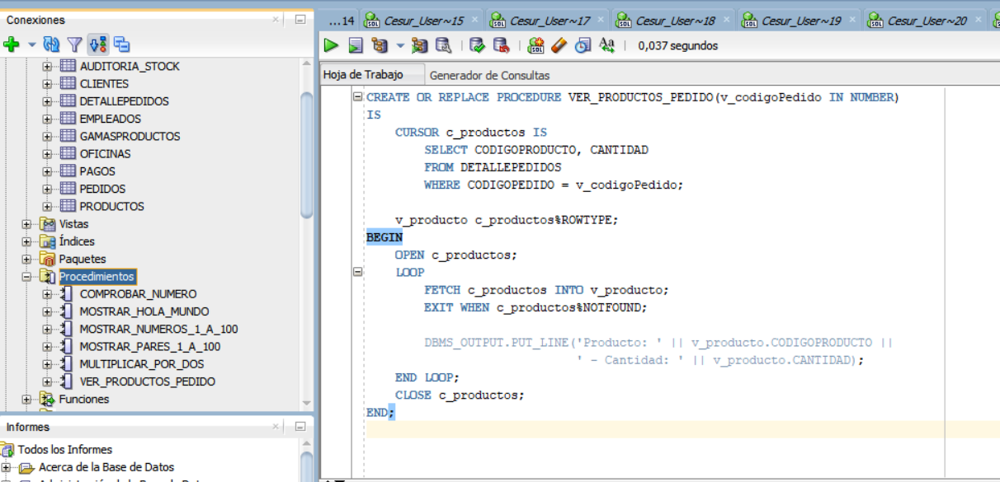 Conexiones
AUDITORIA_STOCK
CLIENTES
DETALLEPEDIDOS
EMPLEADOS
GAMASPRODUCTOS
OFICINAS
PAGOS
PEDIDOS
PRODUCTOS
Vistas
Índices
Paquetes
Procedimientos
COMPROBAR_NUMERO
MOSTRAR_HOLA_MUNDO
MOSTRAR_NUMEROS_1_A_100
MOSTRAR_PARES_1_A_100
MULTIPLICAR_POR_DOS
VER_PRODUCTOS_PEDIDO
Funciones
Informes
Todos los Informes
Acerca de la Base de Datos
...14 Cesur_User~15 Cesur_User~17 Cesur_User~18 Cesur_User~19 Cesur_User~20
0,037 segundos
Hoja de Trabajo Generador de Consultas
CREATE OR REPLACE PROCEDURE VER_PRODUCTOS_PEDIDO(v_codigoPedido IN NUMBER)
IS
CURSOR c_productos IS
SELECT CODIGOPRODUCTO, CANTIDAD
FROM DETALLEPEDIDOS
WHERE CODIGOPEDIDO = v_codigoPedido;
v_producto c_productos%ROWTYPE;
BEGIN
OPEN c_productos;
LOOP
FETCH c_productos INTO v_producto;
EXIT WHEN c_productos%NOTFOUND;
DBMS_OUTPUT.PUT_LINE('Producto: ' || v_producto.CODIGOPRODUCTO ||
' - Cantidad: ' || v_producto.CANTIDAD);
END LOOP;
CLOSE c_productos;
END;